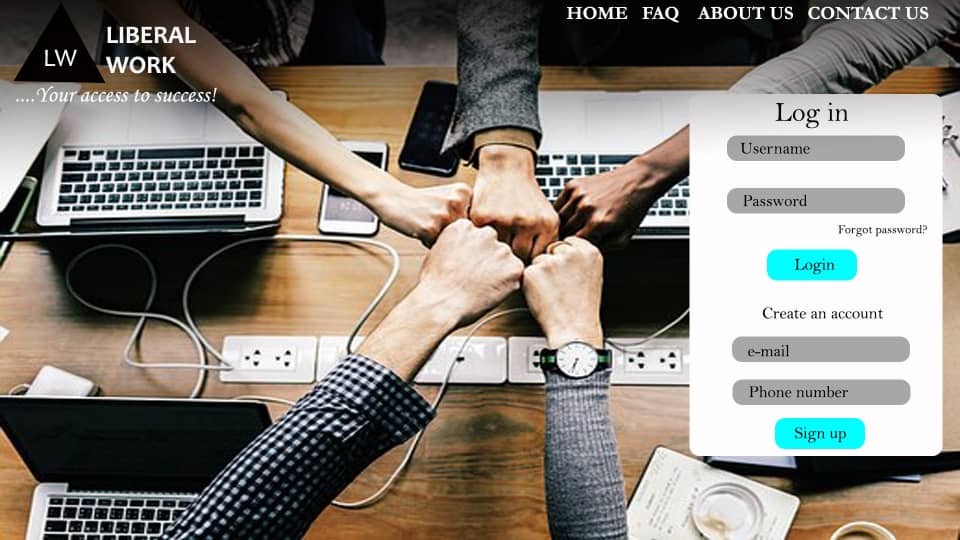 HOME FAQ ABOUT US CONTACT US
LW
LIBERAL
WORK
....Your access to success!
Log in
Username
Password
Forgot password?
Login
Create an account
e-mail
Phone number
Sign up